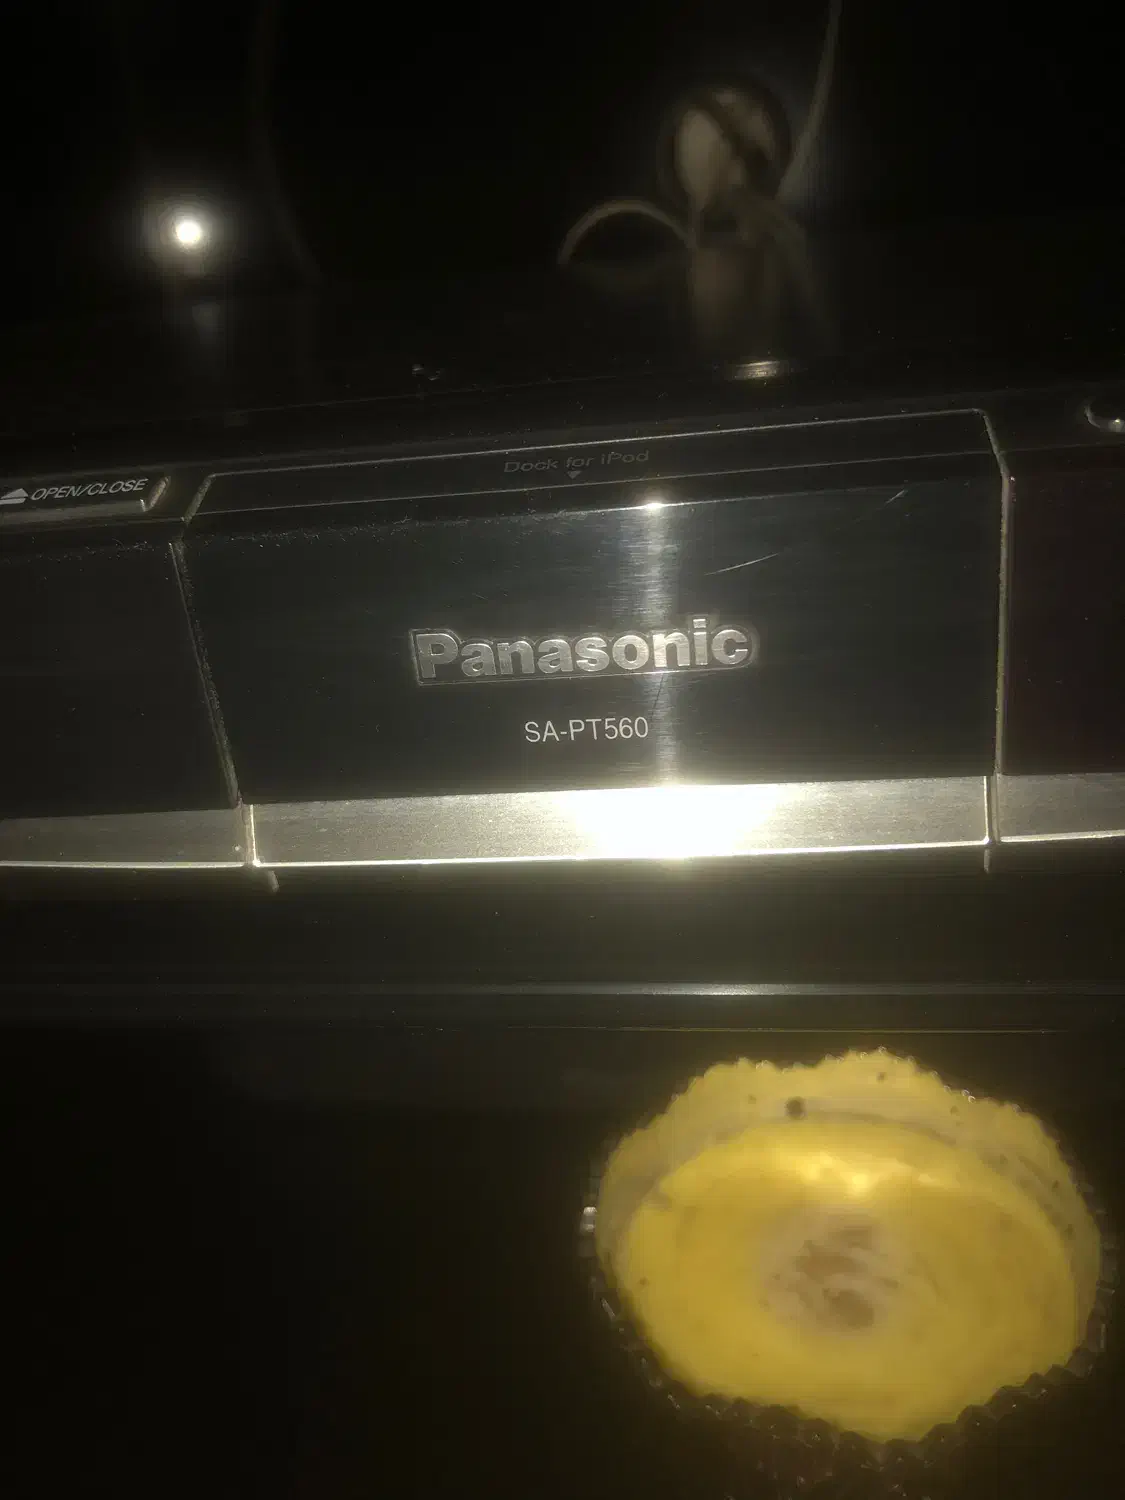 Dock for iPod
OPEN/CLOSE
Panasonic
SA-PT560